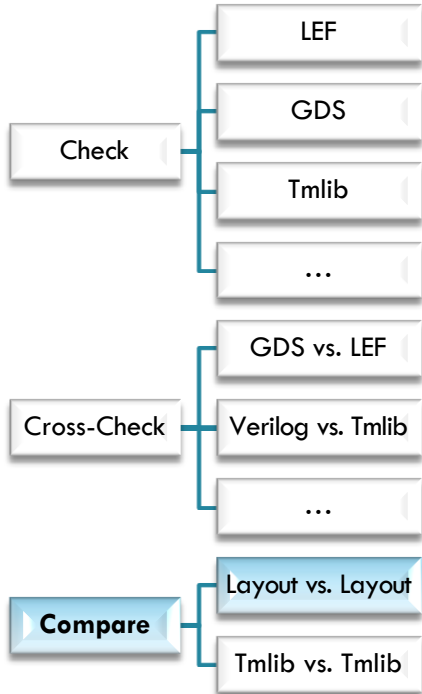 LEF
GDS
Check
Tmlib
...
GDS vs. LEF
Cross-Check
Verilog vs. Tmlib
...
Layout vs. Layout
Compare
Tmlib vs. Tmlib